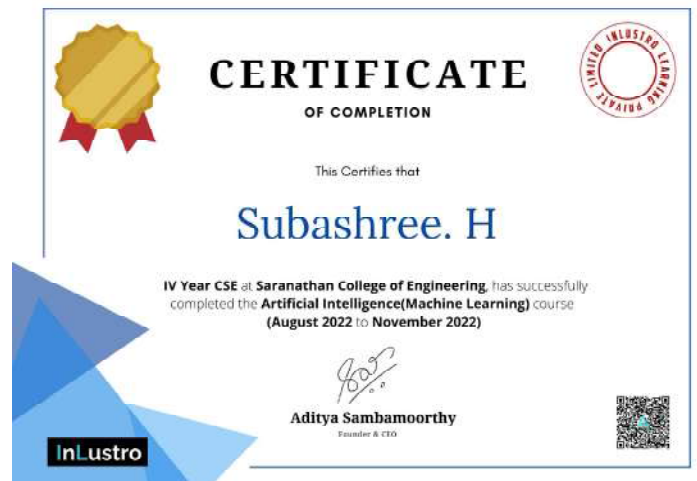 CERTIFICATE
OF COMPLETION
INLUSTRO LEARNING PRIVATE LIMITED
This Certifies that
Subashree. H
IV Year CSE at Saranathan College of Engineering, has successfully
completed the Artificial Intelligence(Machine Learning) course
(August 2022 to November 2022)
Aditya Sambamoorthy
Founder & CEO
InLustro